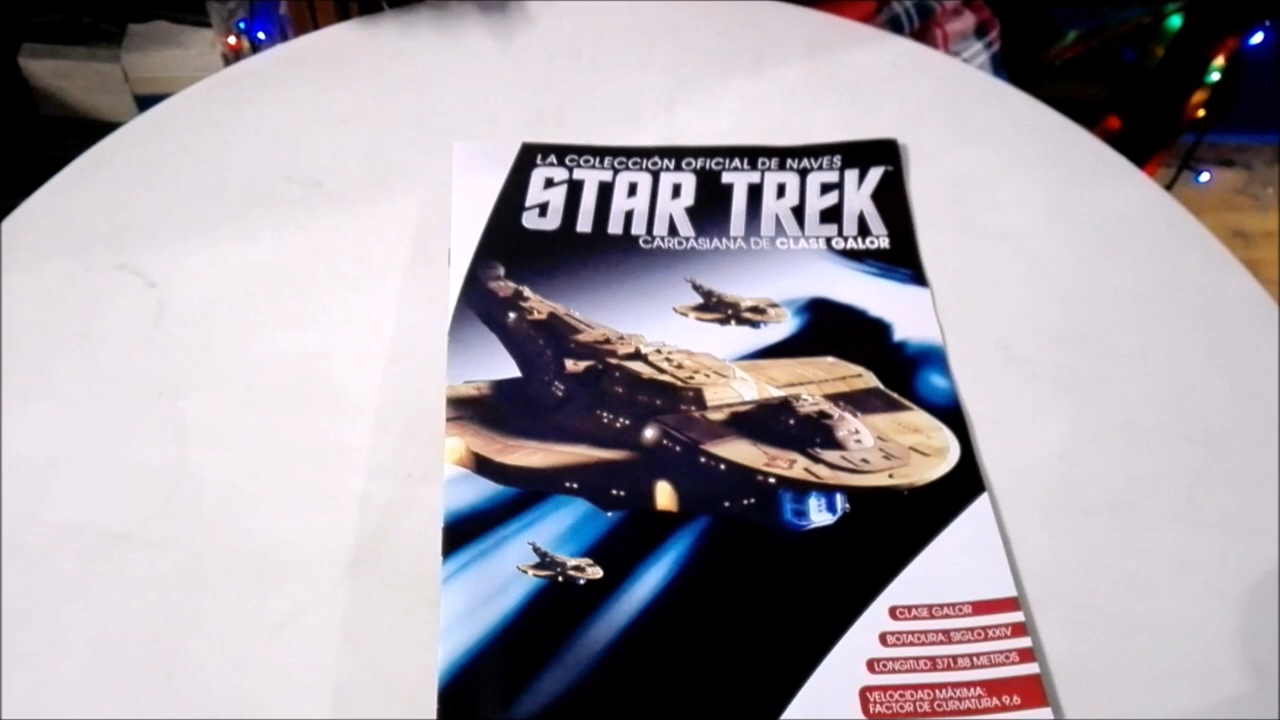 LA COLECCIÓN OFICIAL DE NAVES
STAR TREK™
CARDASIANA DE CLASE GALOR
CLASE GALOR
BOTADURA: SIGLO XXIV
LONGITUD: 371,88 METROS
VELOCIDAD MÁXIMA:
FACTOR DE CURVATURA 9,6